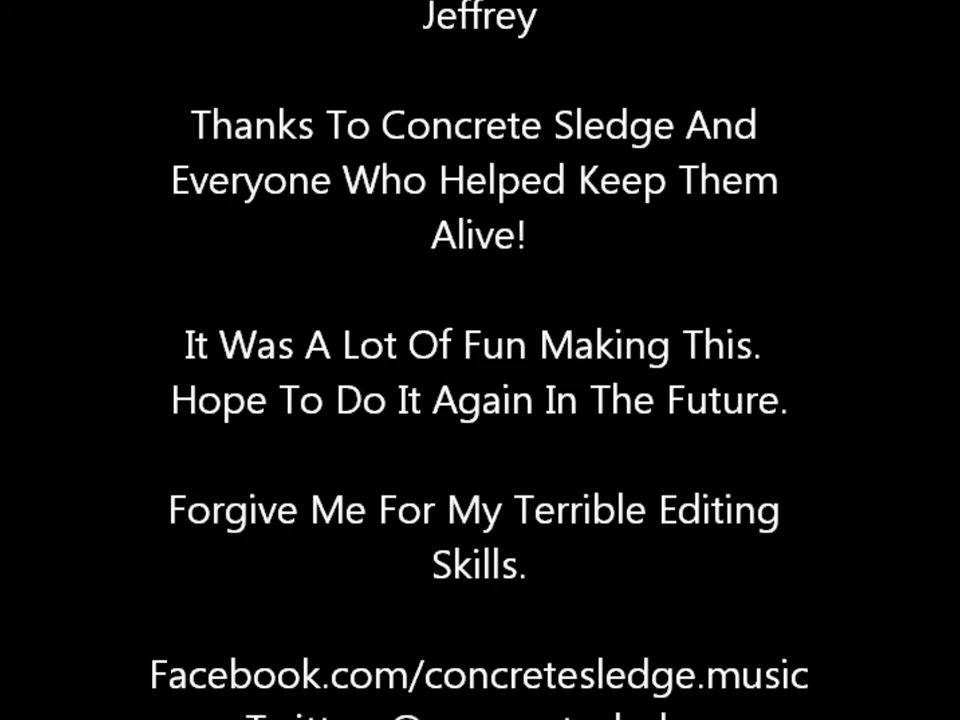 Jeffrey
Thanks To Concrete Sledge And
Everyone Who Helped Keep Them
Alive!
It Was A Lot Of Fun Making This.
Hope To Do It Again In The Future.
Forgive Me For My Terrible Editing
Skills.
Facebook.com/concretesledge.music